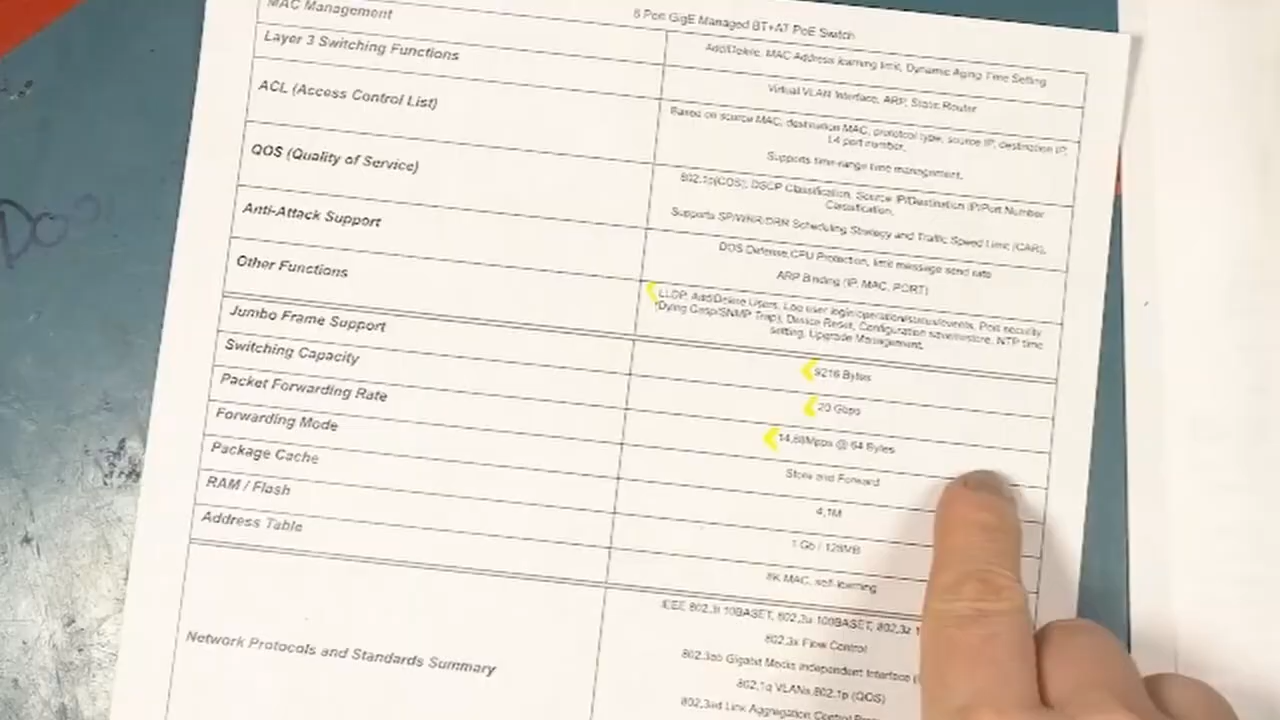 8 Port GigE Managed BT+AT PoE Switch
MAC Management
Add/Delete, MAC Address learning limit, Dynamic Aging Time Setting
Layer 3 Switching Functions
Virtual VLAN Interface, ARP, Static Router
ACL (Access Control List)
Based on source MAC, destination MAC, protocol type, source IP, destination IP,
L4 port number.
Supports time-range time management.
QOS (Quality of Service)
802.1p(COS), DSCP Classification, Source IP/Destination IP/Port Number
Classification.
Supports SP/WRR/DRR Scheduling Strategy and Traffic Speed Limit (CAR).
Anti-Attack Support
DOS Defense,CPU Protection, limit message send rate
ARP Binding (IP, MAC, PORT)
Other Functions
LLDP, Add/Delete Users, Log user login/operation/status/events, Port security
(Dying Gasp/SNMP Trap), Device Reset, Configuration save/restore, NTP time
setting, Upgrade Management.
Jumbo Frame Support
9216 Bytes
Switching Capacity
20 Gbps
Packet Forwarding Rate
14.88Mpps @ 64 Bytes
Forwarding Mode
Store and Forward
Package Cache
4.1M
RAM / Flash
1 Gb / 128MB
Address Table
8K MAC, self-learning
Network Protocols and Standards Summary
IEEE 802.3i 10BASET, 802.3u 100BASET, 802.3z
802.3x Flow Control
802.3ab Gigabit Media Independent Interface
802.1q VLANs,802.1p (QOS)
802.3ad Link Aggregation Control
Do